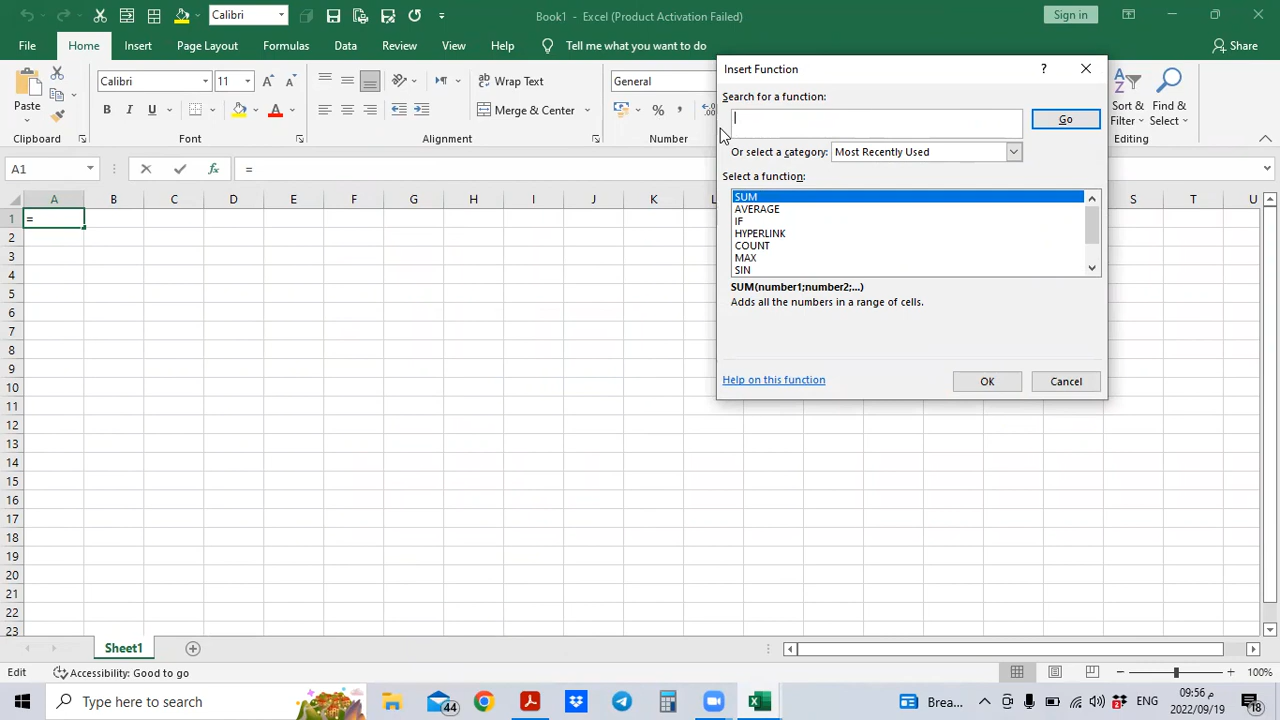 Calibri
Book1 - Excel (Product Activation Failed)
Sign in
File Home Insert Page Layout Formulas Data Review View Help Tell me what you want to do Share
Paste
Calibri 11
B I U A
Wrap Text
Merge & Center
General
% ,
Sort & Filter
Find & Select
Alignment Number Editing
A1 fx =
A B C D E F G H I J K L S T U
1 =
2
3
4
5
6
7
8
9
10
11
12
13
14
15
16
17
18
19
20
21
22
23
Insert Function ?
Search for a function:
Go
Or select a category: Most Recently Used
Select a function:
SUM
AVERAGE
IF
HYPERLINK
COUNT
MAX
SIN
SUM(number1;number2;...)
Adds all the numbers in a range of cells.
Help on this function OK Cancel
Sheet1
Edit Accessibility: Good to go 100%
Type here to search 44 Brea... ENG 09:56 م
2022/09/19 18